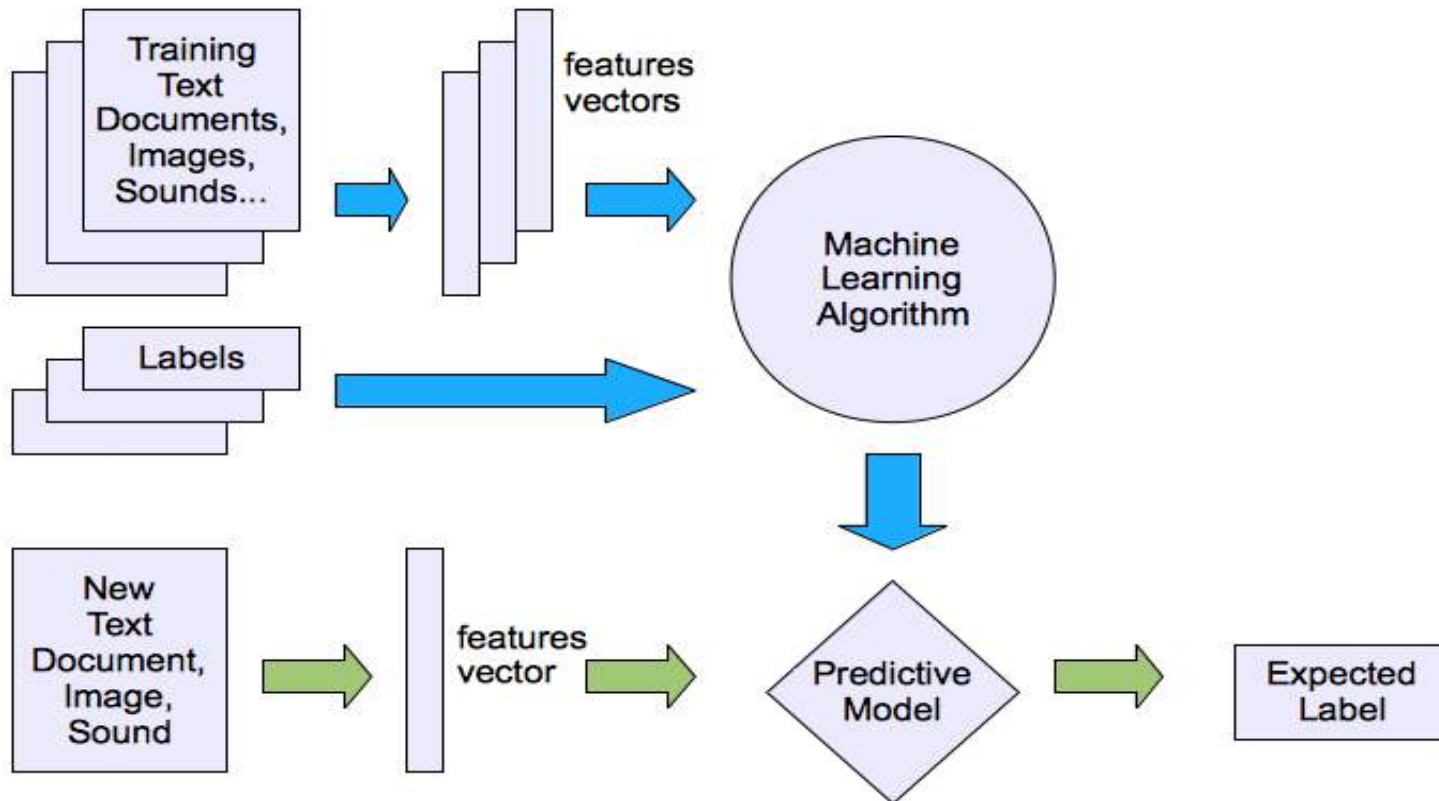 Training
Text
Documents,
Images,
Sounds...
features
vectors
Machine
Learning
Algorithm
Labels
New
Text
Document,
Image,
Sound
features
vector
Predictive
Model
Expected
Label